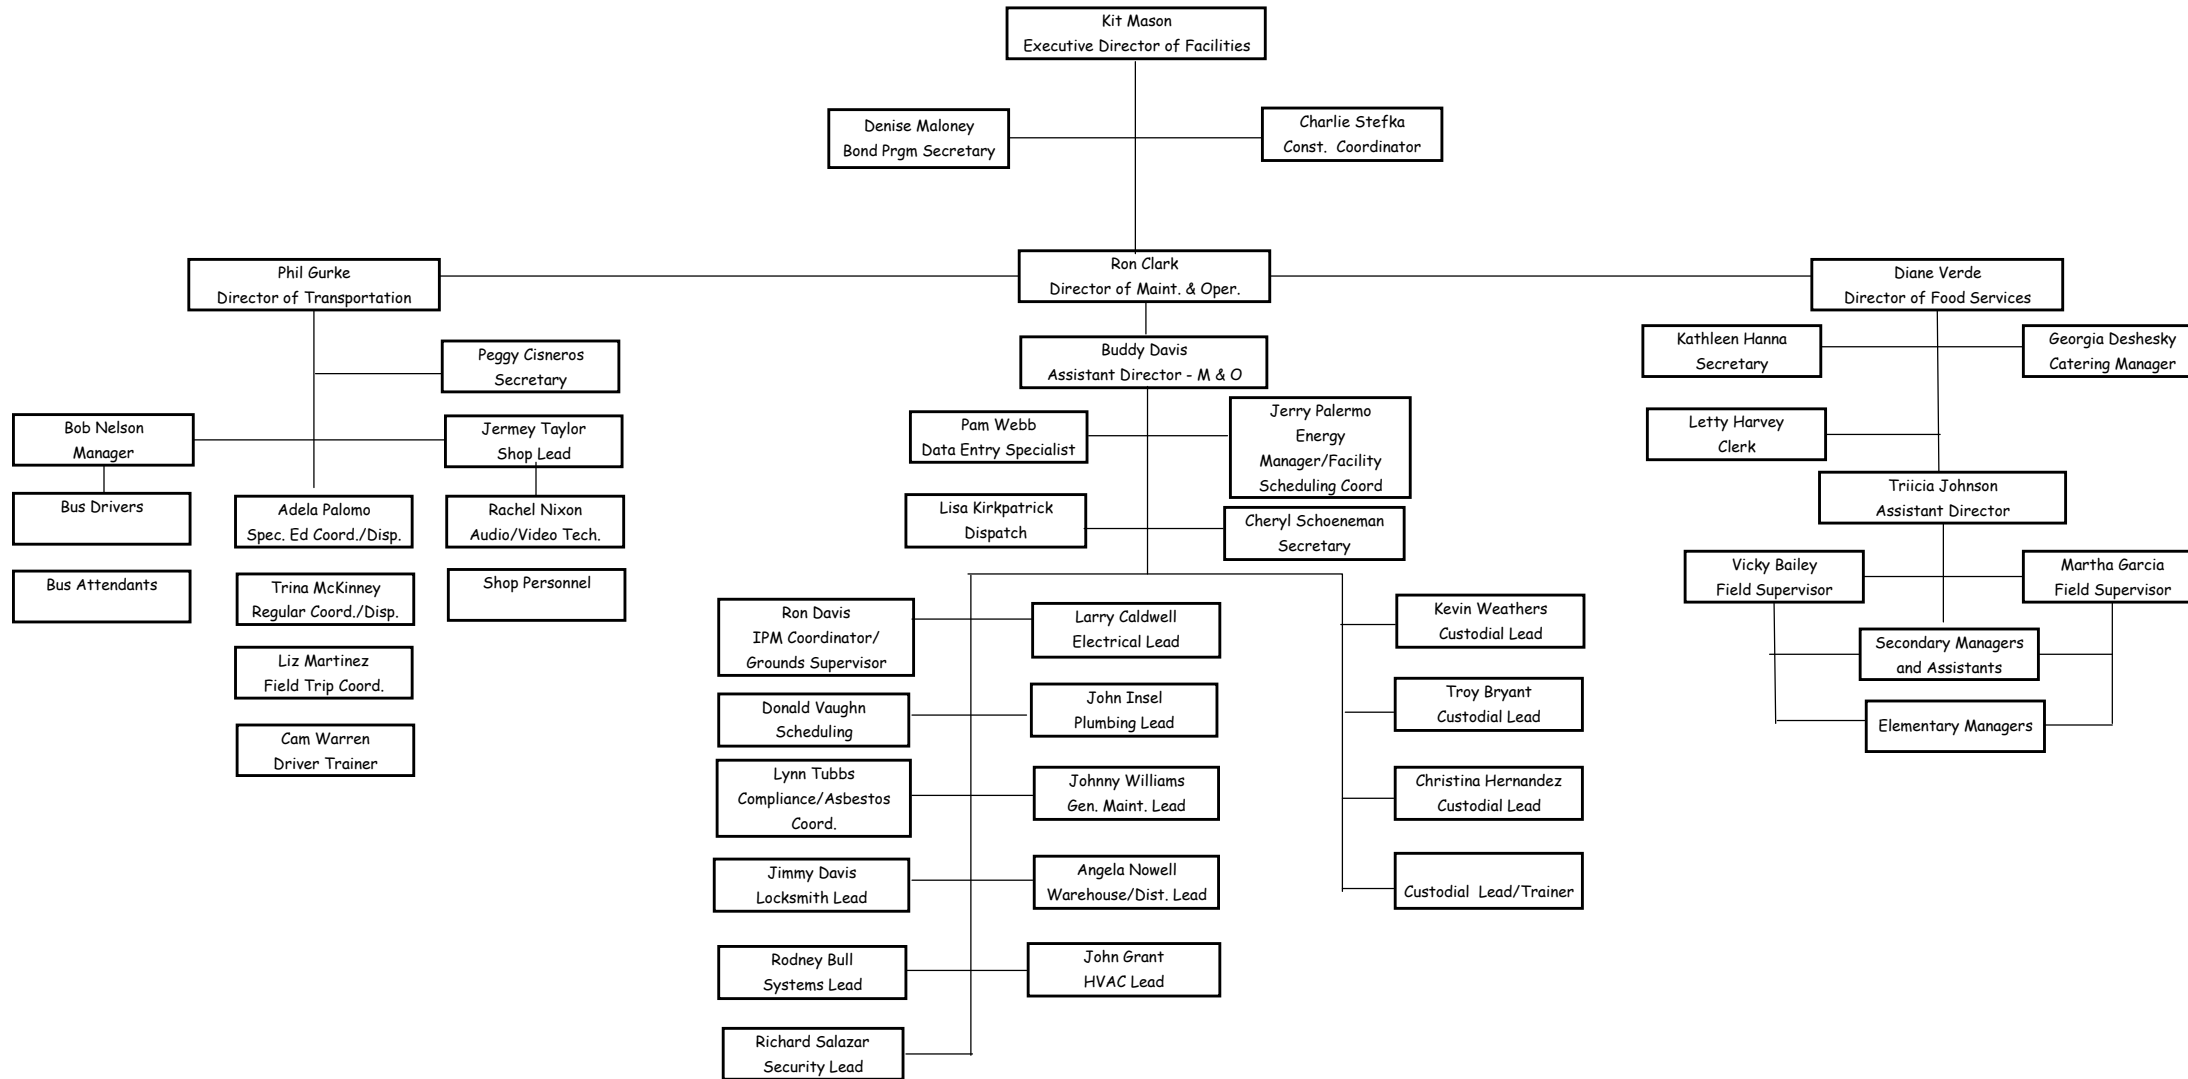 Kit Mason
Executive Director of Facilities
Denise Maloney
Bond Prgm Secretary
Charlie Stefka
Const. Coordinator
Phil Gurke
Director of Transportation
Ron Clark
Director of Maint. & Oper.
Diane Verde
Director of Food Services
Peggy Cisneros
Secretary
Bob Nelson
Manager
Jermey Taylor
Shop Lead
Bus Drivers
Adela Palomo
Spec. Ed Coord./Disp.
Rachel Nixon
Audio/Video Tech.
Bus Attendants
Trina McKinney
Regular Coord./Disp.
Shop Personnel
Liz Martinez
Field Trip Coord.
Cam Warren
Driver Trainer
Buddy Davis
Assistant Director - M & O
Pam Webb
Data Entry Specialist
Jerry Palermo
Energy
Manager/Facility
Scheduling Coord
Lisa Kirkpatrick
Dispatch
Cheryl Schoeneman
Secretary
Ron Davis
IPM Coordinator/
Grounds Supervisor
Larry Caldwell
Electrical Lead
Kevin Weathers
Custodial Lead
Donald Vaughn
Scheduling
John Insel
Plumbing Lead
Troy Bryant
Custodial Lead
Lynn Tubbs
Compliance/Asbestos
Coord.
Johnny Williams
Gen. Maint. Lead
Christina Hernandez
Custodial Lead
Jimmy Davis
Locksmith Lead
Angela Nowell
Warehouse/Dist. Lead
Custodial Lead/Trainer
Rodney Bull
Systems Lead
John Grant
HVAC Lead
Richard Salazar
Security Lead
Kathleen Hanna
Secretary
Georgia Deshesky
Catering Manager
Letty Harvey
Clerk
Triicia Johnson
Assistant Director
Vicky Bailey
Field Supervisor
Martha Garcia
Field Supervisor
Secondary Managers
and Assistants
Elementary Managers